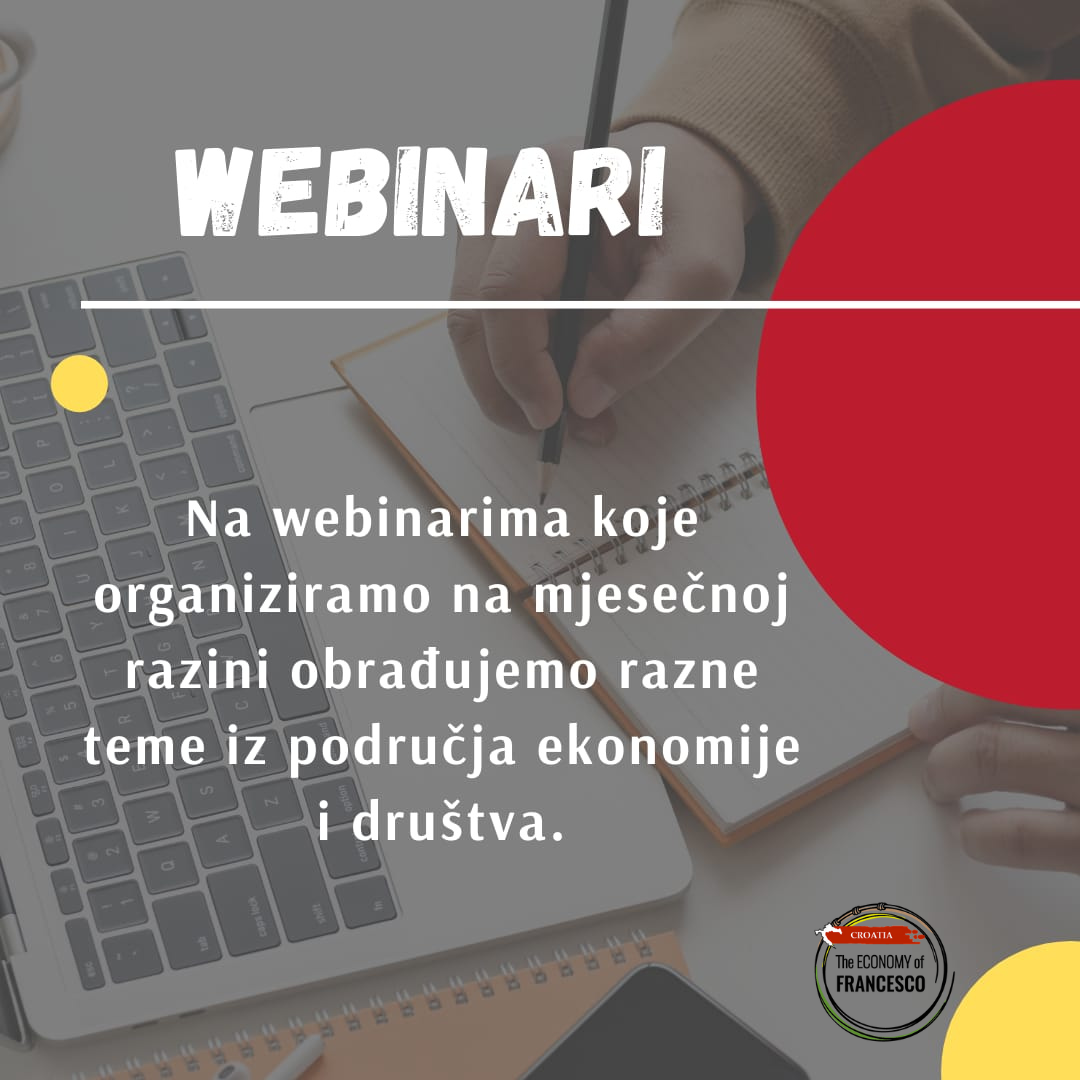 WEBINARI
Na webinarima koje
organiziramo na mjesečnoj
razini obrađujemo razne
teme iz područja ekonomije
i društva.
CROATIA
The ECONOMY of
FRANCESCO